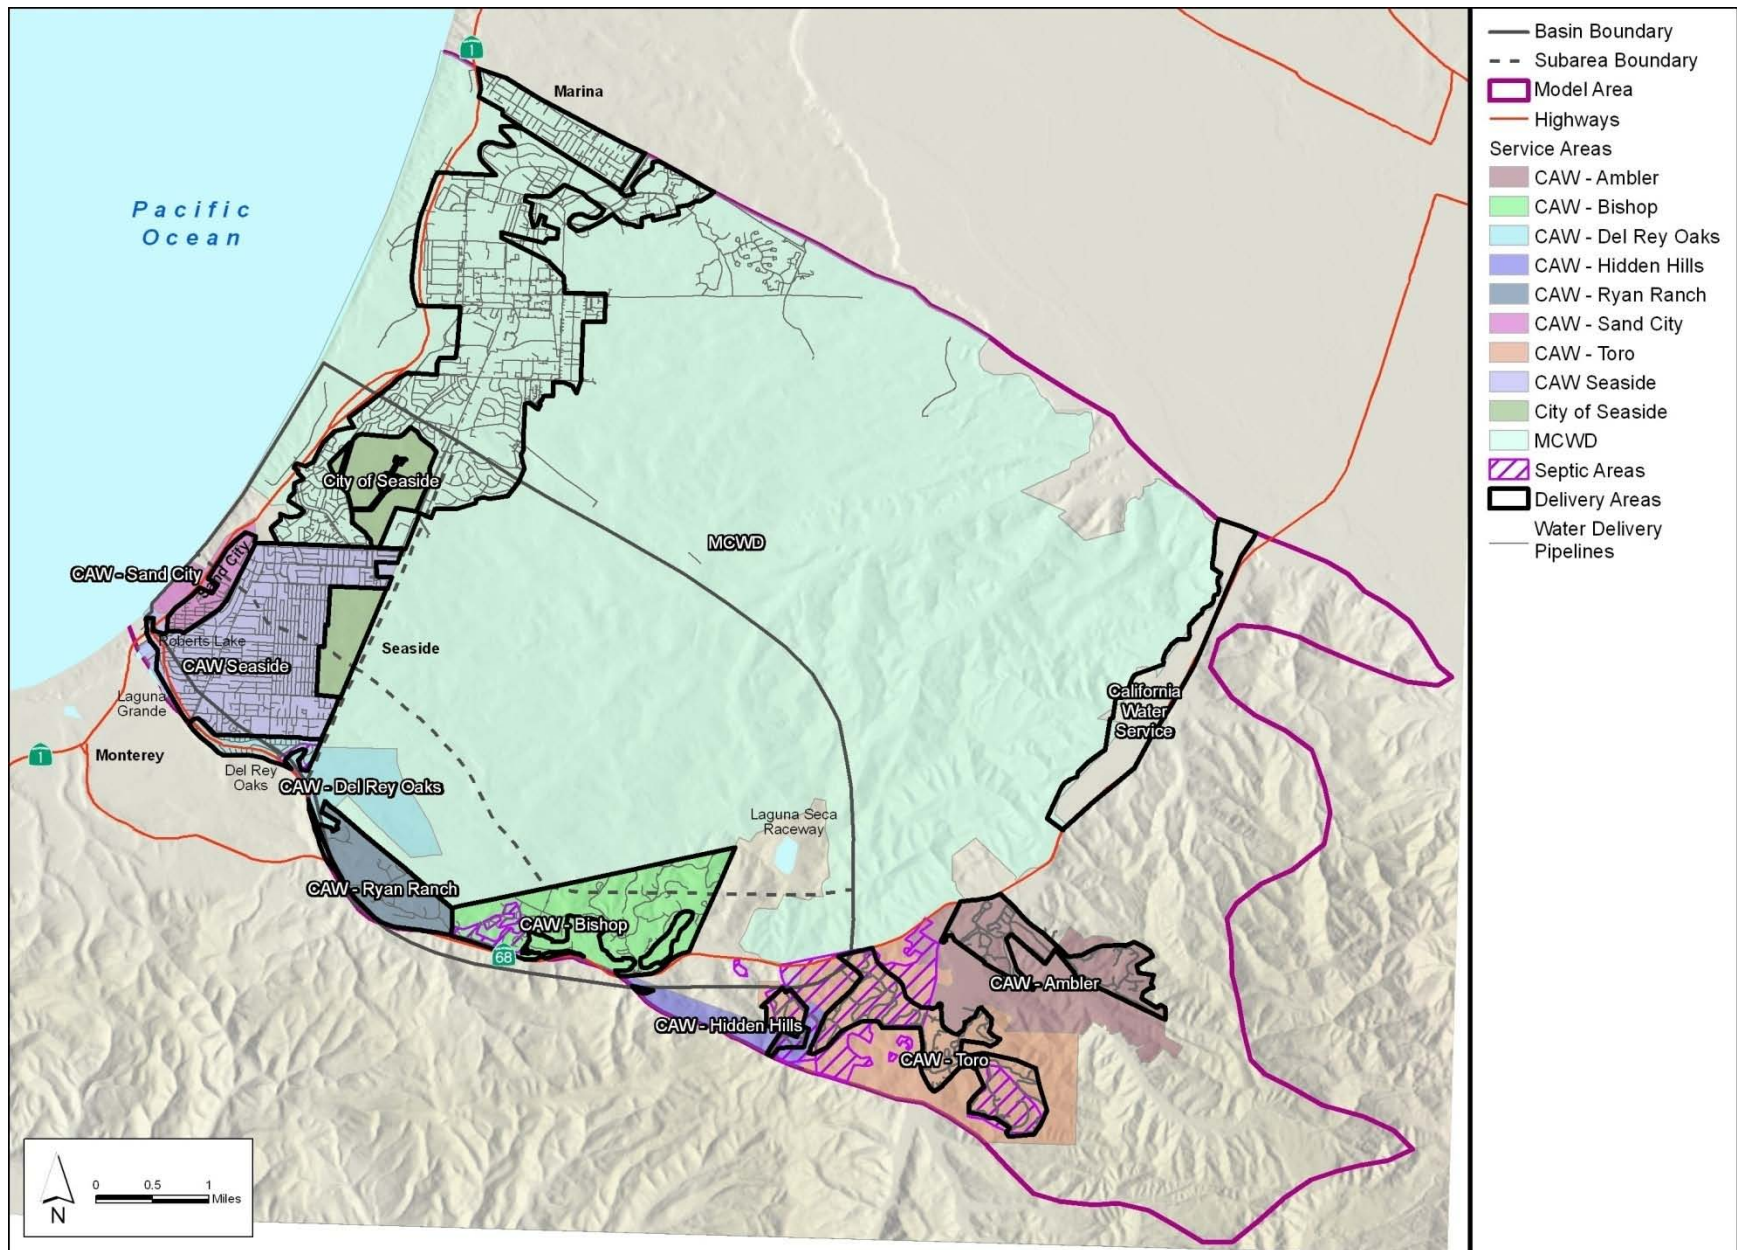 1
Marina
Pacific
Ocean
City of Seaside
MCWD
CAW - Sand City
Sand City
Roberts Lake
CAW Seaside
Seaside
Laguna
Grande
California
Water
Service
1
Monterey
Del Rey
Oaks
CAW - Del Rey Oaks
Laguna Seca
Raceway
CAW - Ryan Ranch
CAW - Bishop
68
CAW - Ambler
CAW - Hidden Hills
CAW - Toro
N
0 0.5 1
Miles
Basin Boundary
Subarea Boundary
Model Area
Highways
Service Areas
CAW - Ambler
CAW - Bishop
CAW - Del Rey Oaks
CAW - Hidden Hills
CAW - Ryan Ranch
CAW - Sand City
CAW - Toro
CAW Seaside
City of Seaside
MCWD
Septic Areas
Delivery Areas
Water Delivery
Pipelines